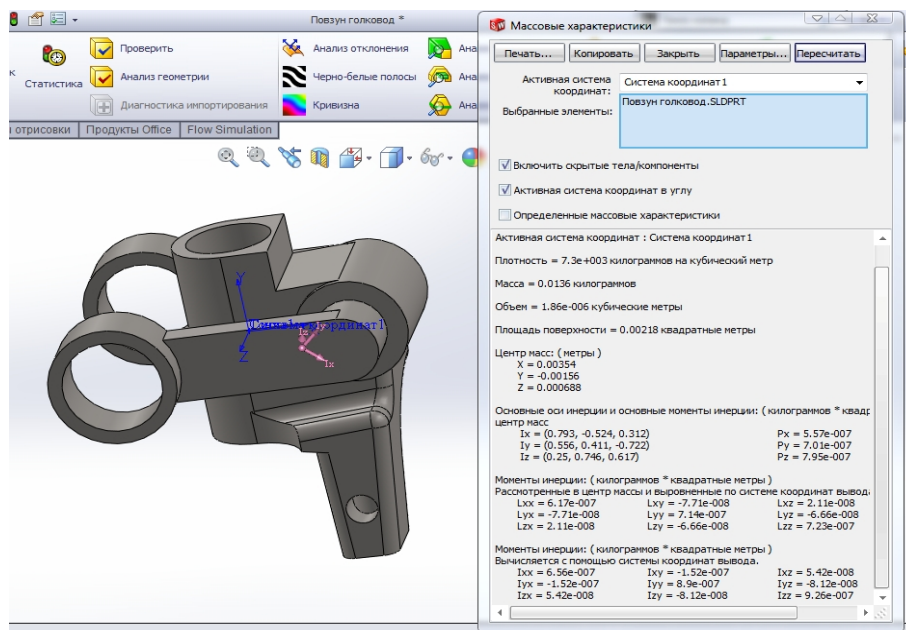 Повзун голковод *
Проверить
Анализ отклонения
Ана
к
Статистика
Анализ геометрии
Черно-белые полосы
Ана
Диагностика импортирования
Кривизна
Ана
отрисовки
Продукты Office
Flow Simulation
Y
Z
Ix
Массовые характеристики
Печать...
Копировать
Закрыть
Параметры...
Пересчитать
Активная система координат:
Система координат1
Выбранные элементы:
Повзун голковод.SLDPRT
Включить скрытые тела/компоненты
Активная система координат в углу
Определенные массовые характеристики
Активная система координат : Система координат1
Плотность = 7.3e+003 килограммов на кубический метр
Масса = 0.0136 килограммов
Объем = 1.86e-006 кубические метры
Площадь поверхности = 0.00218 квадратные метры
Центр масс: ( метры )
X = 0.00354
Y = -0.00156
Z = 0.000688
Основные оси инерции и основные моменты инерции: ( килограммов * квадр
центр масс
Ix = (0.793, -0.524, 0.312) Px = 5.57e-007
Iy = (0.556, 0.411, -0.722) Py = 7.01e-007
Iz = (0.25, 0.746, 0.617) Pz = 7.95e-007
Моменты инерции: ( килограммов * квадратные метры )
Рассмотренные в центр массы и выровненные по системе координат вывода
Lxx = 6.17e-007 Lxy = -7.71e-008 Lxz = 2.11e-008
Lyx = -7.71e-008 Lyy = 7.14e-007 Lyz = -6.66e-008
Lzx = 2.11e-008 Lzy = -6.66e-008 Lzz = 7.23e-007
Моменты инерции: ( килограммов * квадратные метры )
Вычисляется с помощью системы координат вывода.
Ixx = 6.56e-007 Ixy = -1.52e-007 Ixz = 5.42e-008
Iyx = -1.52e-007 Iyy = 8.9e-007 Iyz = -8.12e-008
Izx = 5.42e-008 Izy = -8.12e-008 Izz = 9.26e-007